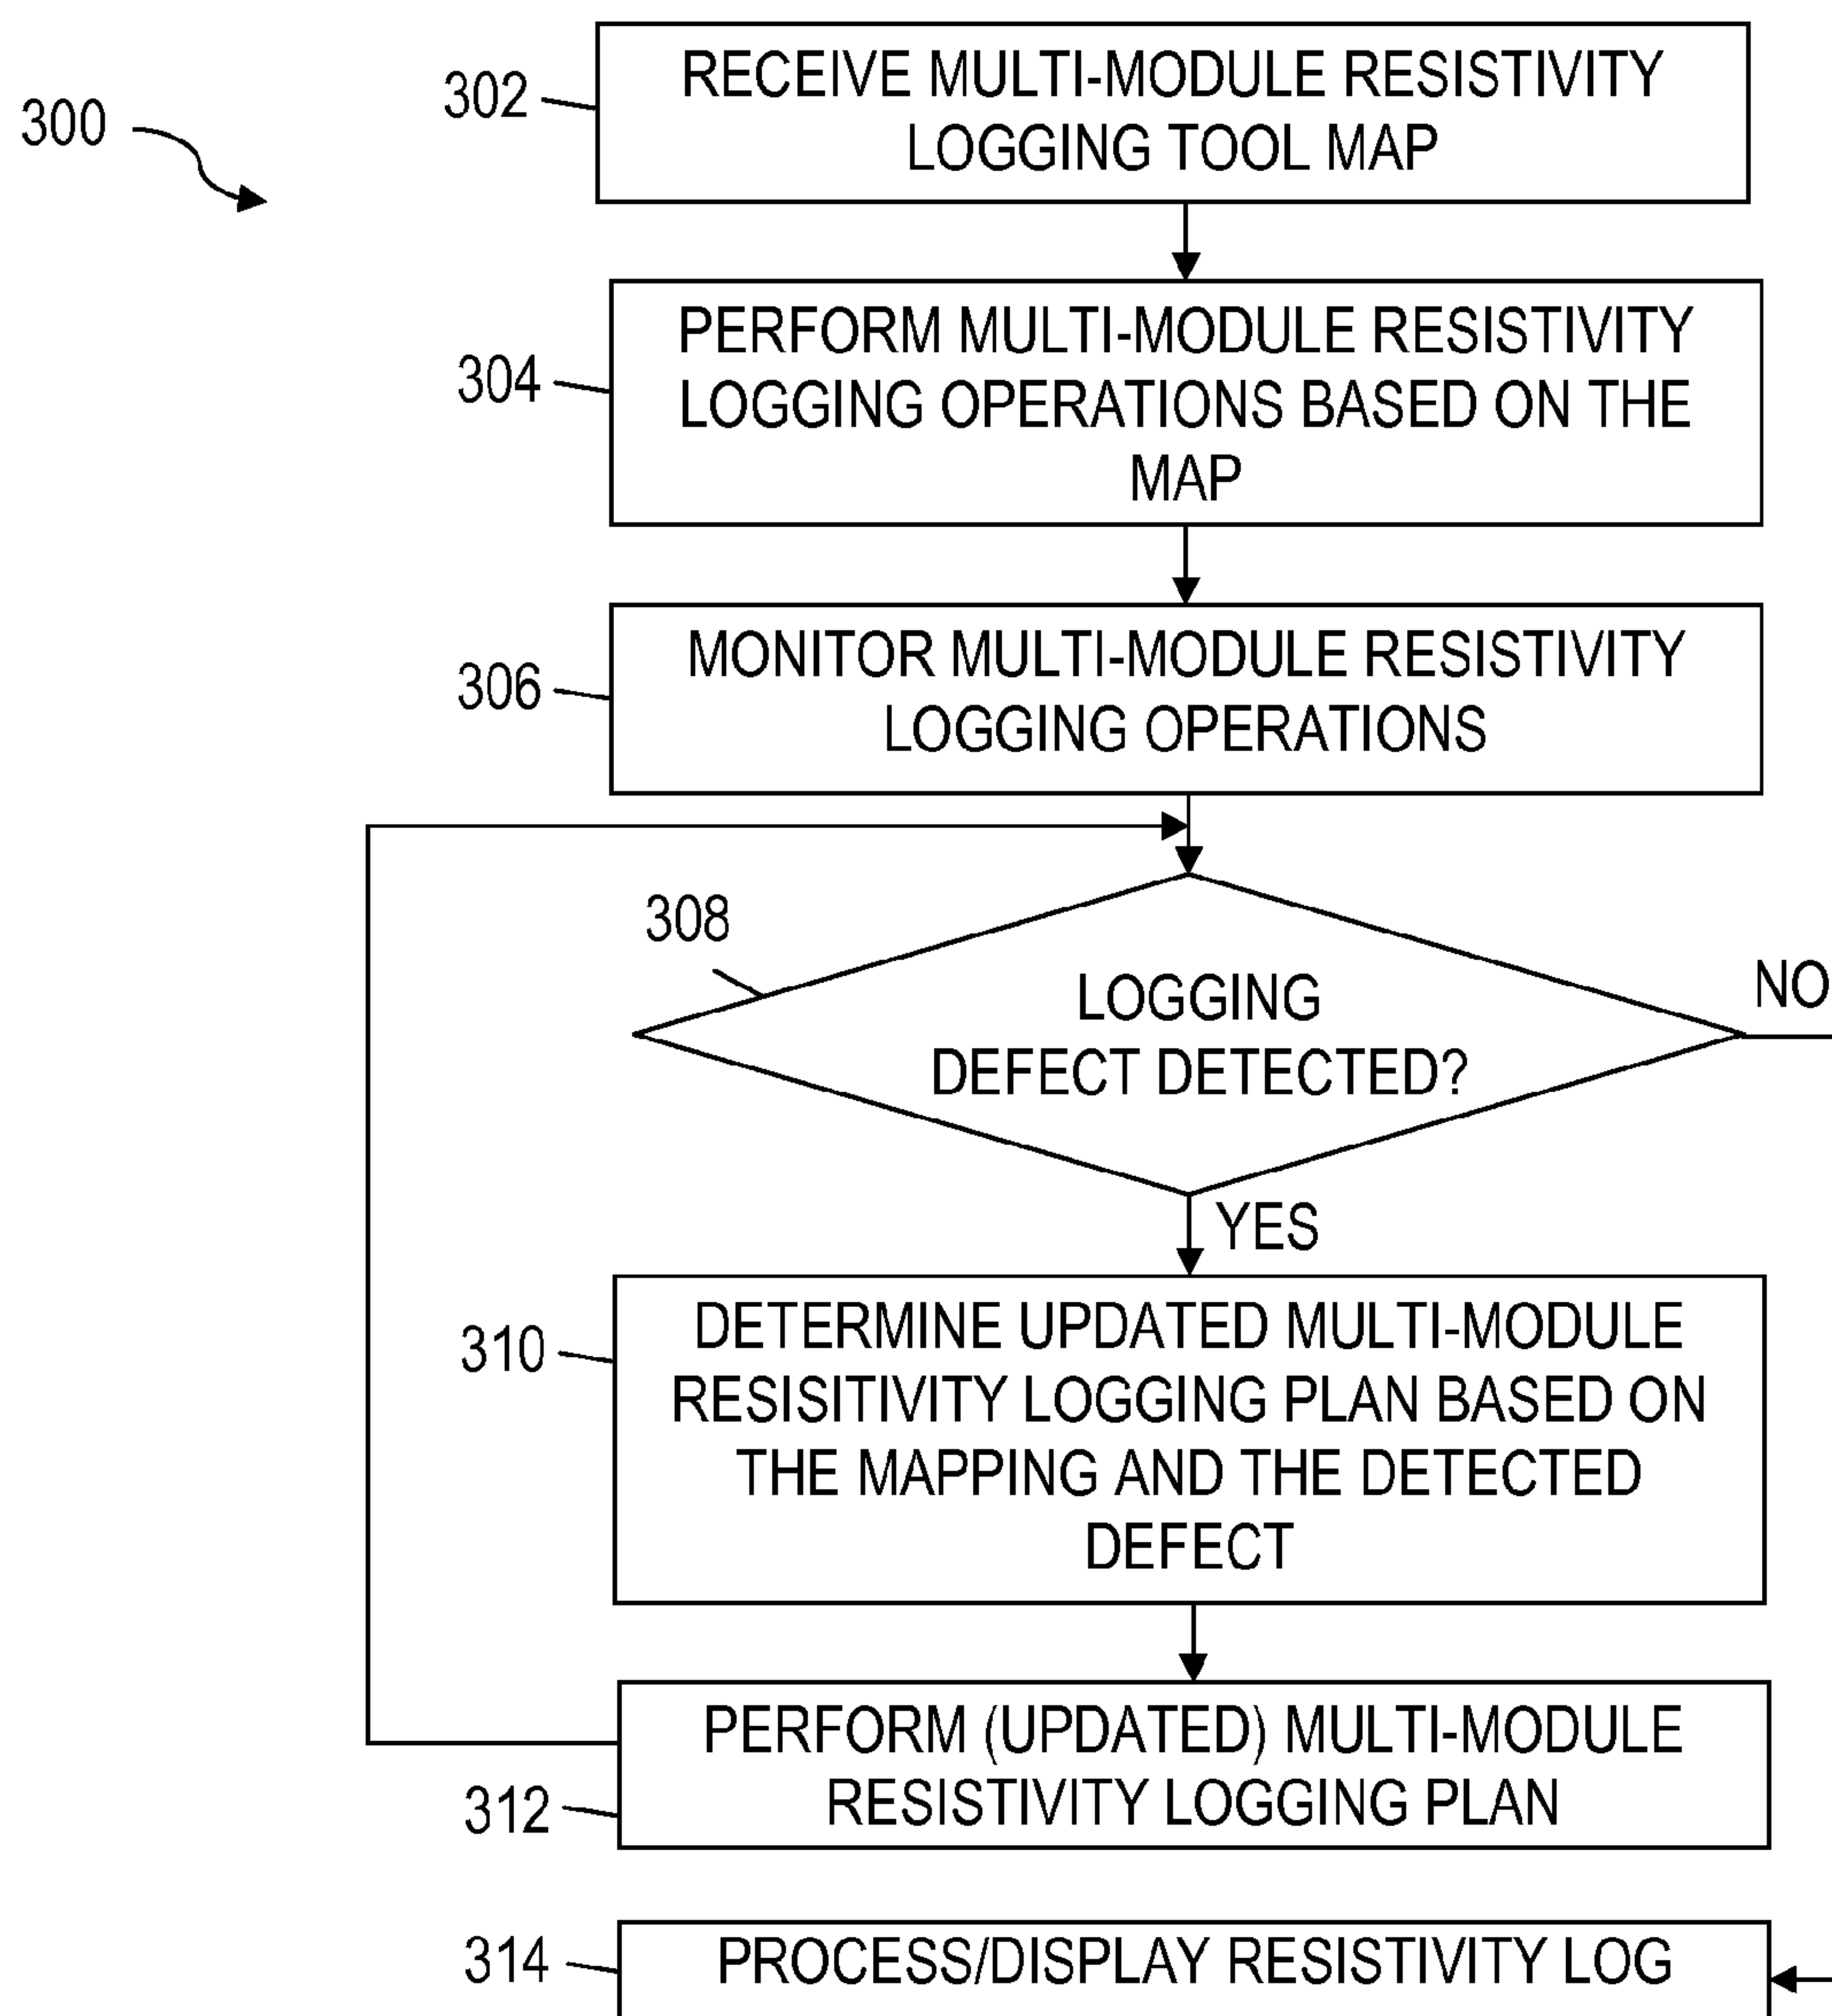 300
302
RECEIVE MULTI-MODULE RESISTIVITY
LOGGING TOOL MAP
304
PERFORM MULTI-MODULE RESISTIVITY
LOGGING OPERATIONS BASED ON THE
MAP
306
MONITOR MULTI-MODULE RESISTIVITY
LOGGING OPERATIONS
308
LOGGING
DEFECT DETECTED?
NO
YES
310
DETERMINE UPDATED MULTI-MODULE
RESISITIVITY LOGGING PLAN BASED ON
THE MAPPING AND THE DETECTED
DEFECT
312
PERFORM (UPDATED) MULTI-MODULE
RESISTIVITY LOGGING PLAN
314
PROCESS/DISPLAY RESISTIVITY LOG